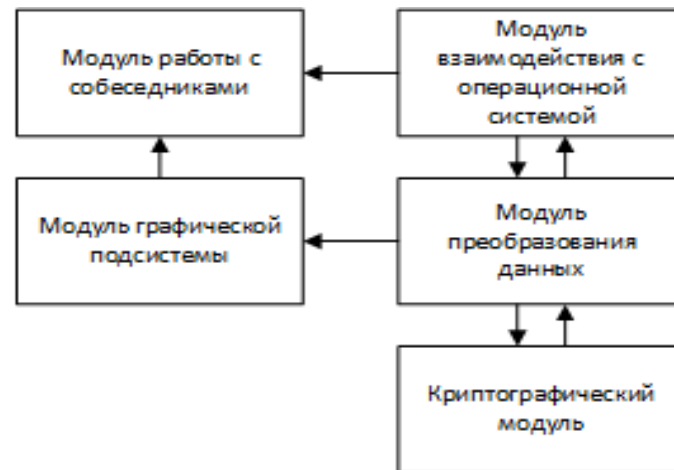 Модуль работы с
собеседниками
Модуль
взаимодействия с
операционной
системой
Модуль графической
подсистемы
Модуль
преобразования
данных
Криптографический
модуль